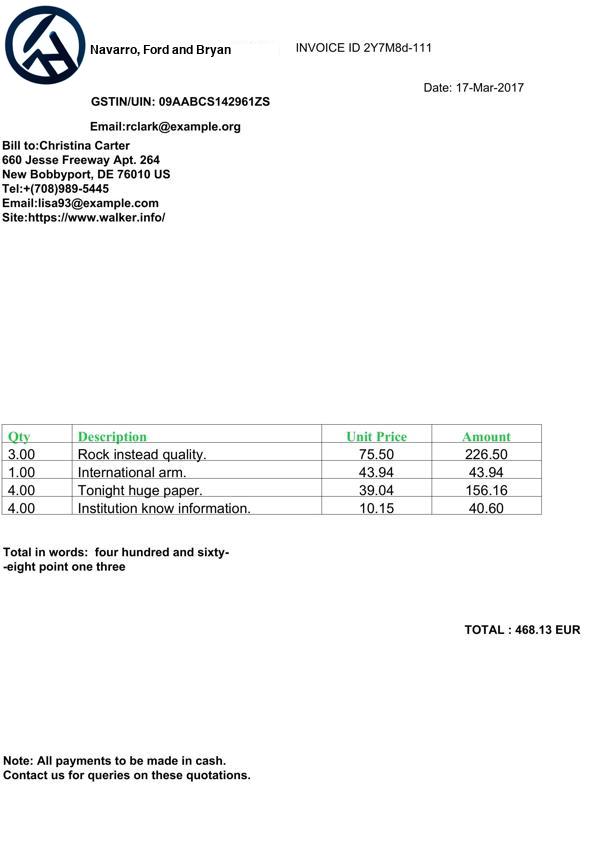 Navarro, Ford and Bryan INVOICE ID 2Y7M8d-111
Date: 17-Mar-2017
GSTIN/UIN: 09AABCS142961ZS
Email:rclark@example.org
Bill to:Christina Carter
660 Jesse Freeway Apt. 264
New Bobbyport, DE 76010 US
Tel:+(708)989-5445
Email:lisa93@example.com
Site:https://www.walker.info/
Qty Description Unit Price Amount
3.00 Rock instead quality. 75.50 226.50
1.00 International arm. 43.94 43.94
4.00 Tonight huge paper. 39.04 156.16
4.00 Institution know information. 10.15 40.60
Total in words:  four hundred and sixty-
-eight point one three
TOTAL : 468.13 EUR
Note: All payments to be made in cash.
Contact us for queries on these quotations.